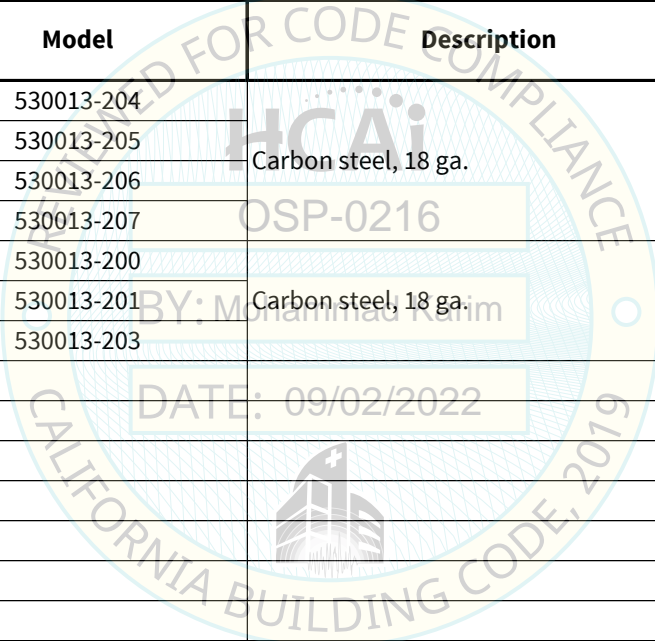 Model Description
530013-204
530013-205
Carbon steel, 18 ga.
530013-206
530013-207
530013-200
530013-201 Carbon steel, 18 ga.
530013-203
REVIEWED FOR CODE COMPLIANCE
HCAi
OSP-0216
BY: Mohammad Karim
DATE: 09/02/2022
CALIFORNIA BUILDING CODE, 2019